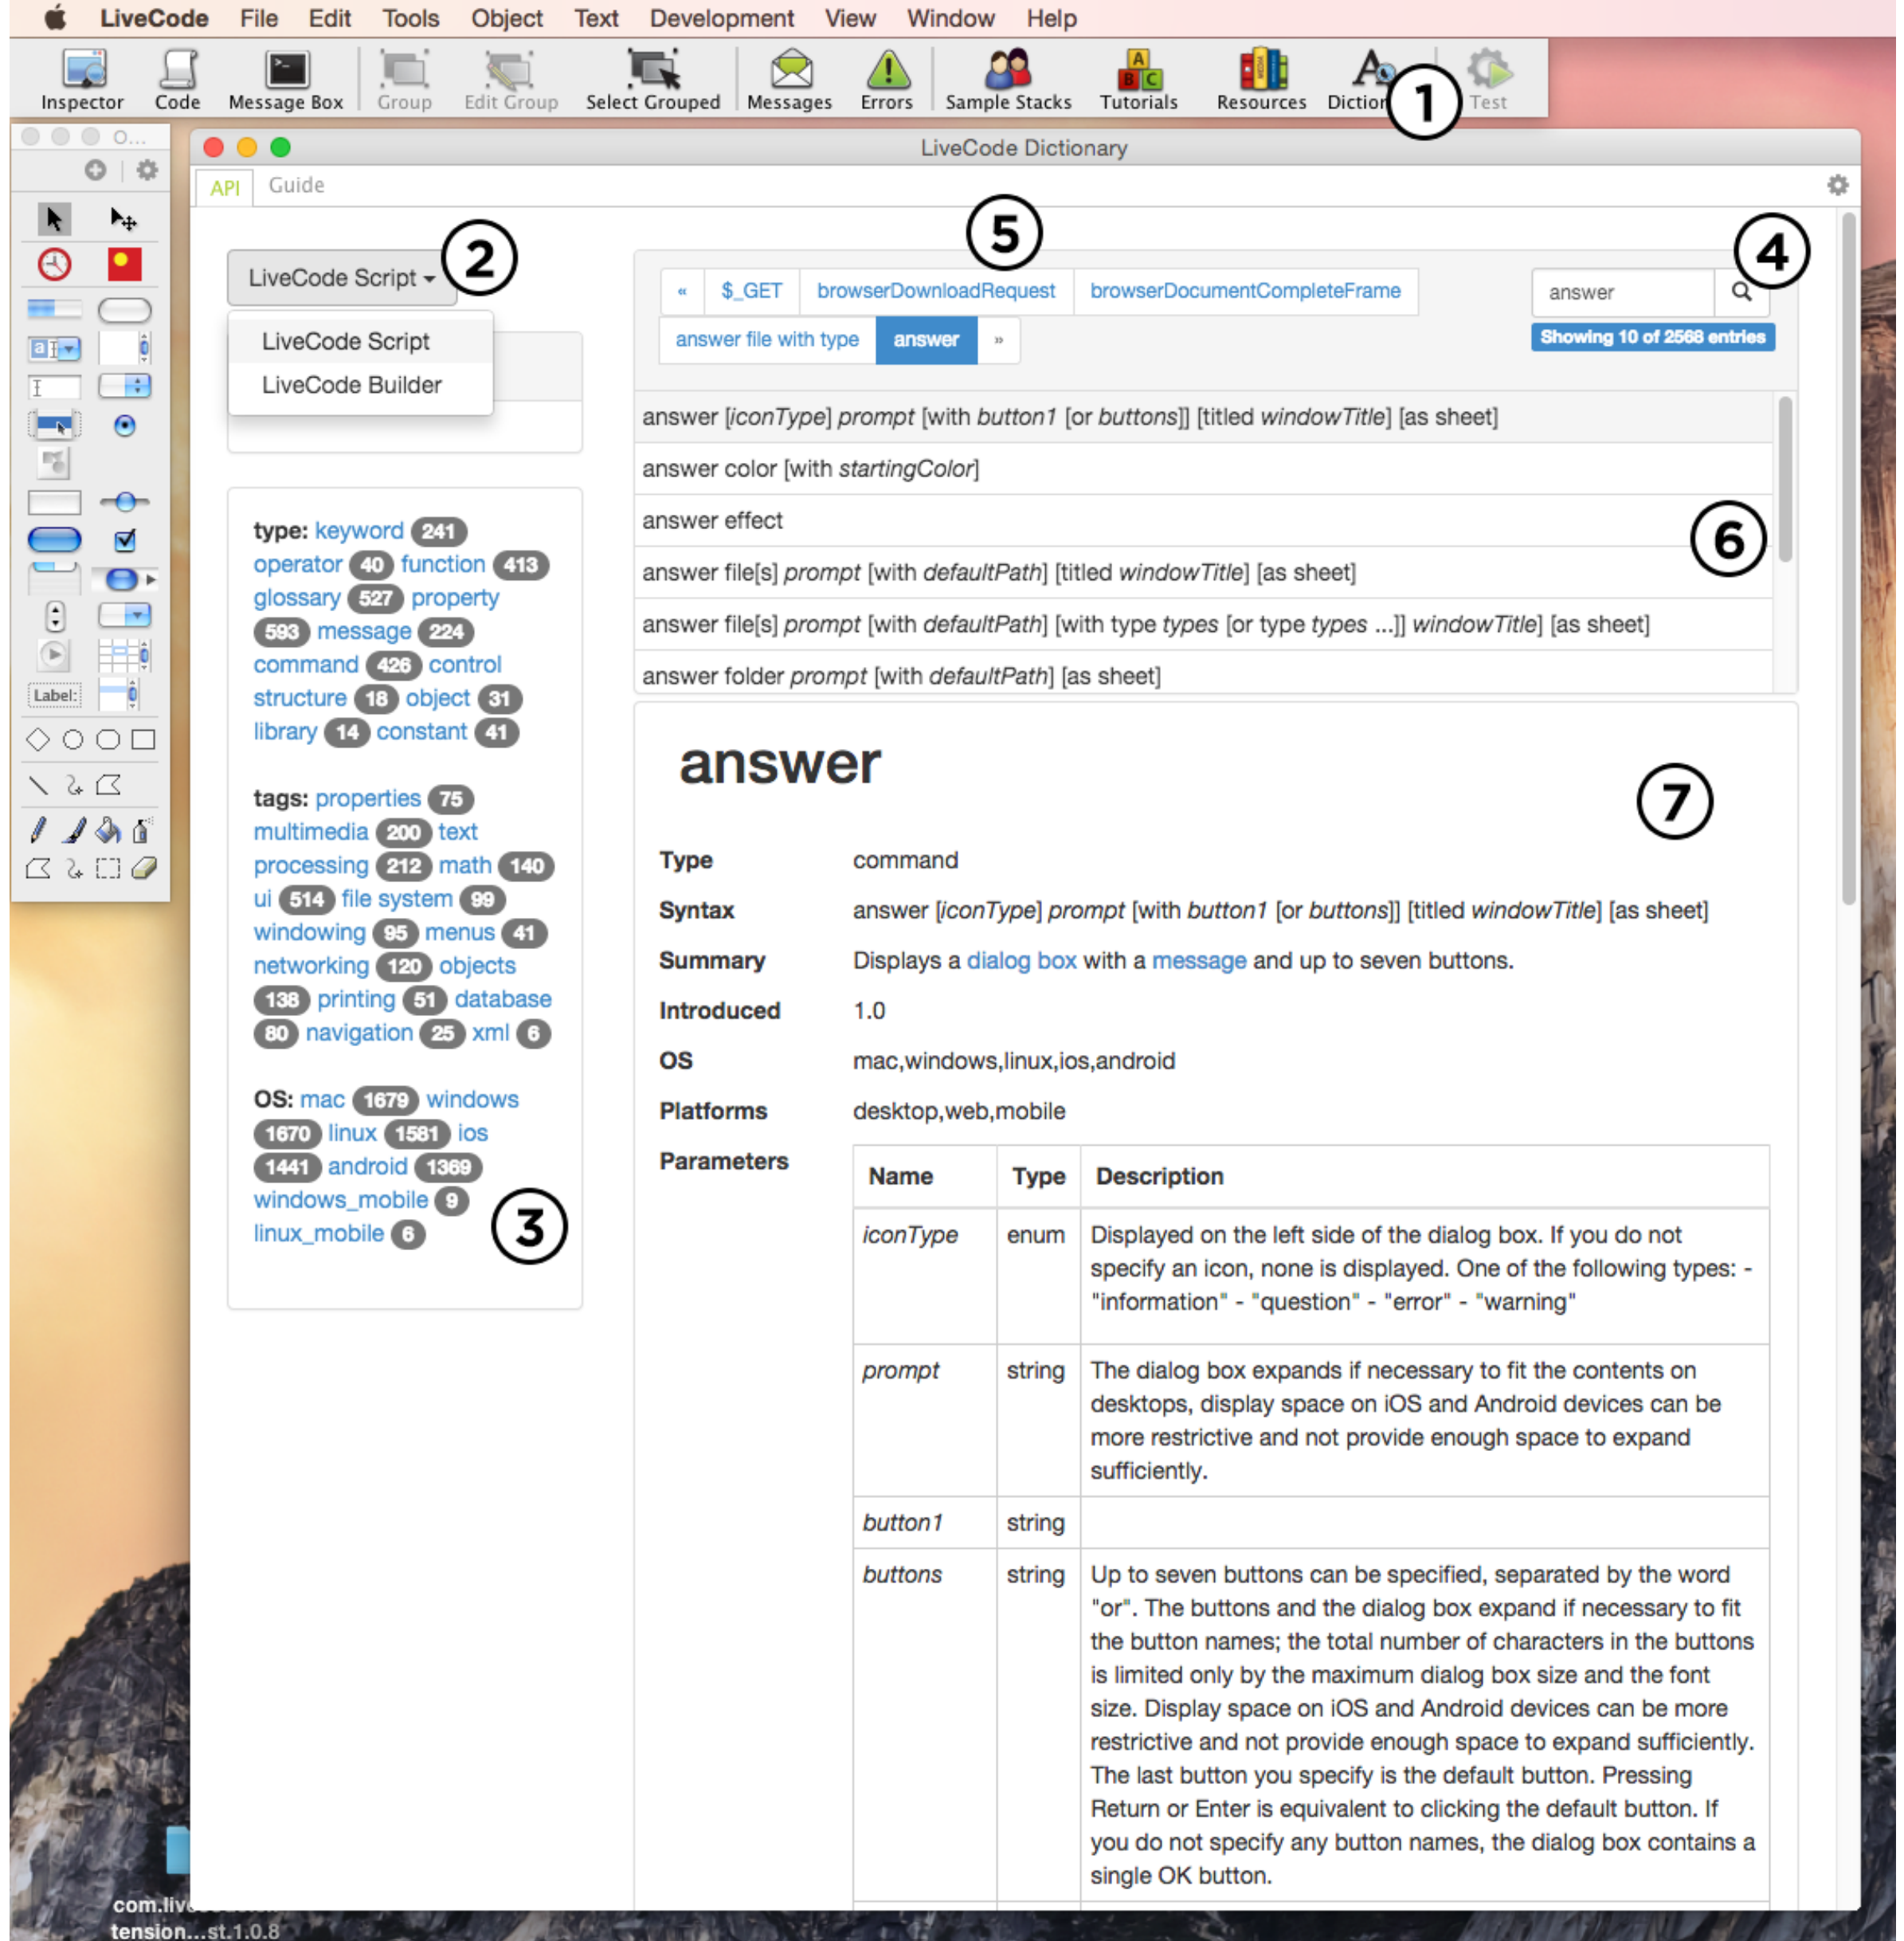 LiveCode File Edit Tools Object Text Development View Window Help
Inspector Code Message Box Group Edit Group Select Grouped Messages Errors Sample Stacks Tutorials Resources Test
1
O...
LiveCode Dictionary
API Guide
2
5
4
LiveCode Script
LiveCode Script
LiveCode Builder
« $_GET browserDownloadRequest browserDocumentCompleteFrame
answer file with type answer »
answer
Showing 10 of 2568 entries
answer [iconType] prompt [with button1 [or buttons]] [titled windowTitle] [as sheet]
answer color [with startingColor]
answer effect
6
answer file[s] prompt [with defaultPath] [titled windowTitle] [as sheet]
answer file[s] prompt [with defaultPath] [with type types [or type types ...]] windowTitle] [as sheet]
answer folder prompt [with defaultPath] [as sheet]
Label:
type: keyword 241
operator 40 function 413
glossary 527 property
593 message 224
command 426 control
structure 18 object 31
library 14 constant 41
tags: properties 75
multimedia 200 text
processing 212 math 140
ui 514 file system 99
windowing 95 menus 41
networking 120 objects
138 printing 51 database
80 navigation 25 xml 6
OS: mac 1679 windows
1670 linux 1581 ios
1441 android 1369
windows_mobile 9
linux_mobile 6
3
answer
7
Type command
Syntax answer [iconType] prompt [with button1 [or buttons]] [titled windowTitle] [as sheet]
Summary Displays a dialog box with a message and up to seven buttons.
Introduced 1.0
OS mac,windows,linux,ios,android
Platforms desktop,web,mobile
Parameters
Name Type Description
iconType enum Displayed on the left side of the dialog box. If you do not
specify an icon, none is displayed. One of the following types: -
"information" - "question" - "error" - "warning"
prompt string The dialog box expands if necessary to fit the contents on
desktops, display space on iOS and Android devices can be
more restrictive and not provide enough space to expand
sufficiently.
button1 string
buttons string Up to seven buttons can be specified, separated by the word
"or". The buttons and the dialog box expand if necessary to fit
the button names; the total number of characters in the buttons
is limited only by the maximum dialog box size and the font
size. Display space on iOS and Android devices can be more
restrictive and not provide enough space to expand sufficiently.
The last button you specify is the default button. Pressing
Return or Enter is equivalent to clicking the default button. If
you do not specify any button names, the dialog box contains a
single OK button.
tension...st.1.0.8